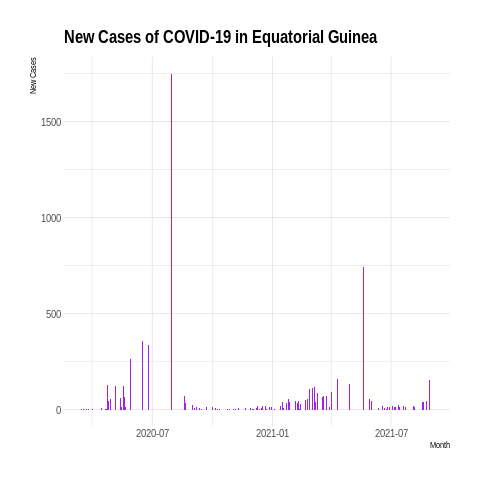 New Cases of COVID-19 in Equatorial Guinea
New Cases
1500
1000
500
0
2020-07 2021-01 2021-07
Month